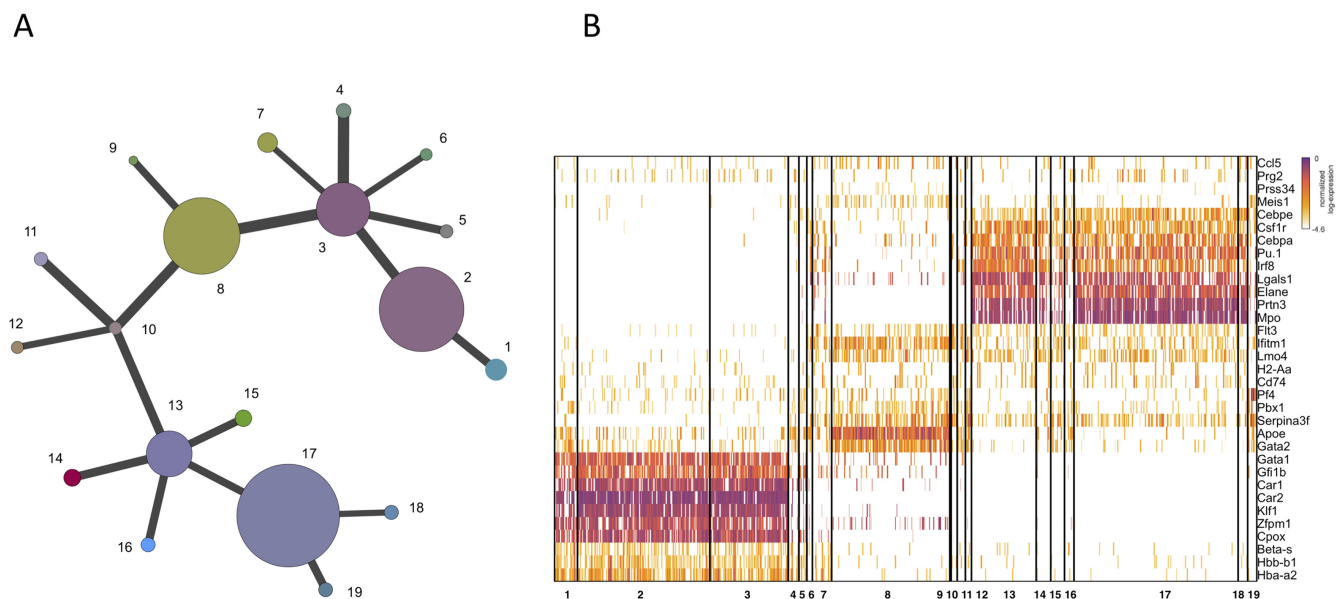 A
B
4
7
6
9
5
3
11
2
8
10
12
1
15
13
14
17
18
16
19
Ccl5
Prg2
Prss34
Meis1
Cebpe
Csf1r
Cebpa
Pu.1
Irf8
Lgals1
Elane
Prtn3
Mpo
Flt3
Ifitm1
Lmo4
H2-Aa
Cd74
Pf4
Pbx1
Serpina3f
Apoe
Gata2
Gata1
Gfi1b
Car1
Car2
Klf1
Zfpm1
Cpox
Beta-s
Hbb-b1
Hba-a2
0
normalized
log-expression
-4.6
1 2 3 4 5 6 7 8 9 10 11 12 13 14 15 16 17 18 19